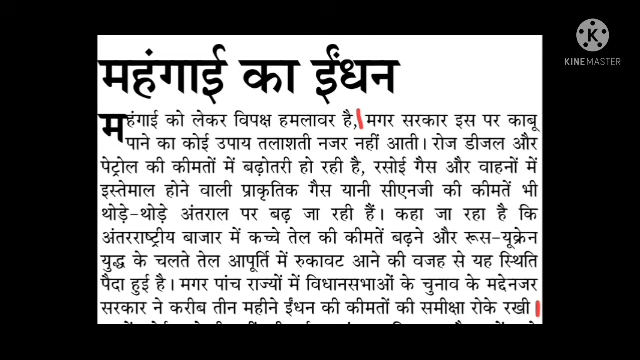 K
KINEMASTER
महंगाई का ईंधन
महंगाई को लेकर विपक्ष हमलावर है, मगर सरकार इस पर काबू
पाने का कोई उपाय तलाशती नजर नहीं आती। रोज डीजल और
पेट्रोल की कीमतों में बढ़ोतरी हो रही है, रसोई गैस और वाहनों में
इस्तेमाल होने वाली प्राकृतिक गैस यानी सीएनजी की कीमतें भी
थोड़े-थोड़े अंतराल पर बढ़ जा रही हैं। कहा जा रहा है कि
अंतरराष्ट्रीय बाजार में कच्चे तेल की कीमतें बढ़ने और रूस-यूक्रेन
युद्ध के चलते तेल आपूर्ति में रुकावट आने की वजह से यह स्थिति
पैदा हुई है। मगर पांच राज्यों में विधानसभाओं के चुनाव के मद्देनजर
सरकार ने करीब तीन महीने ईंधन की कीमतों की समीक्षा रोके रखी